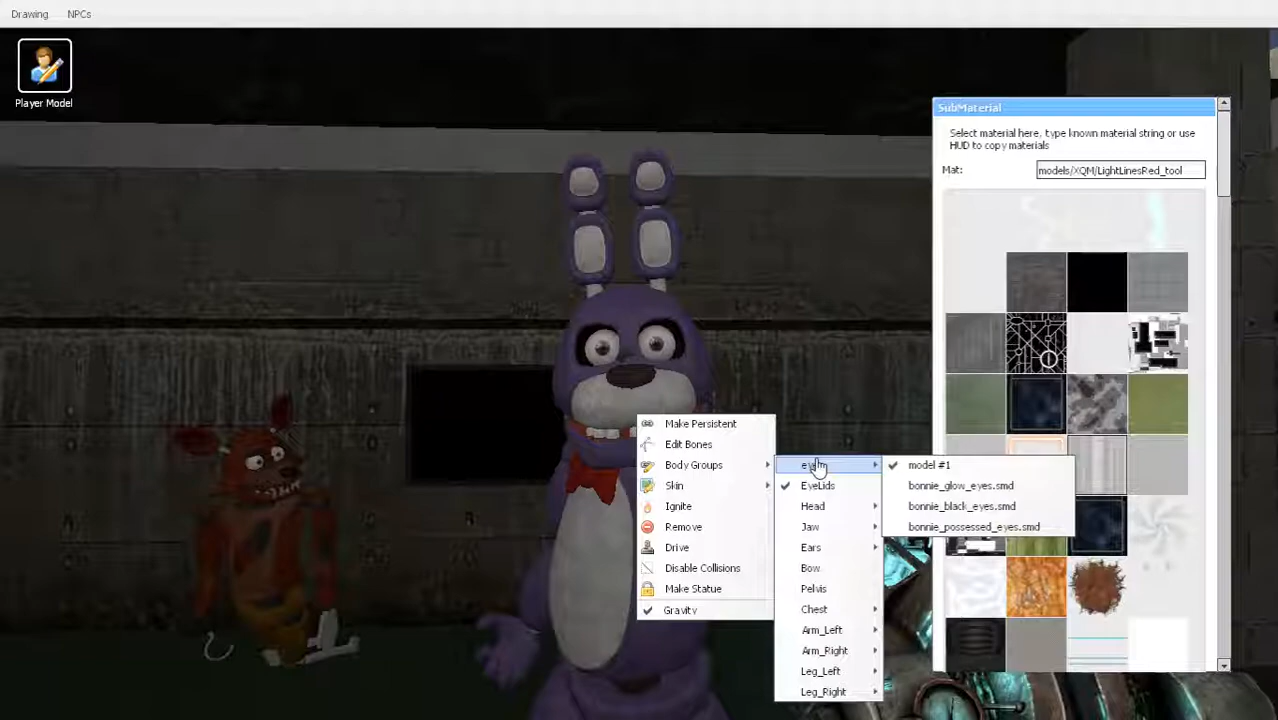 Drawing NPCs
Player Model
SubMaterial
Select material here, type known material string or use
HUD to copy materials
Mat: models/XQM/LightLinesRed_tool
Make Persistent
Edit Bones
Body Groups
Skin
Ignite
Remove
Drive
Disable Collisions
Make Statue
Gravity
EyeLids
Head
Jaw
Ears
Bow
Pelvis
Chest
Arm_Left
Arm_Right
Leg_Left
Leg_Right
model #1
bonnie_glow_eyes.smd
bonnie_black_eyes.smd
bonnie_possessed_eyes.smd